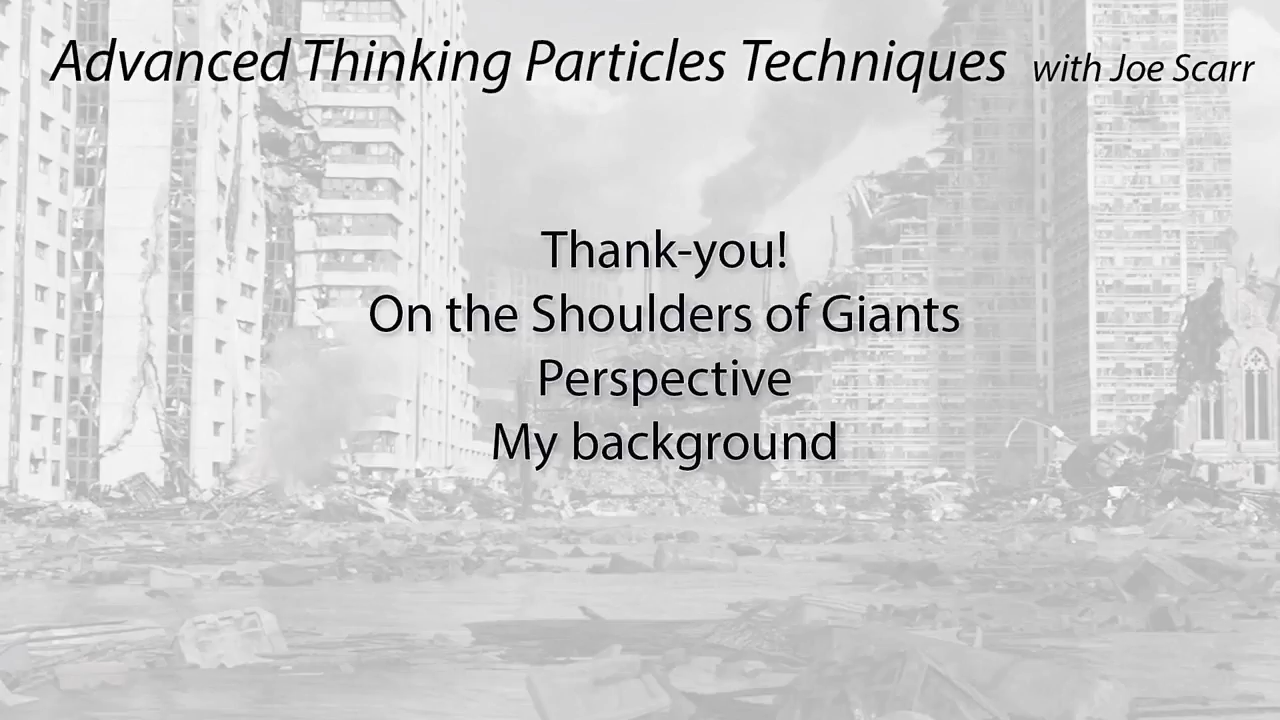 Advanced Thinking Particles Techniques with Joe Scarr
Thank-you!
On the Shoulders of Giants
Perspective
My background